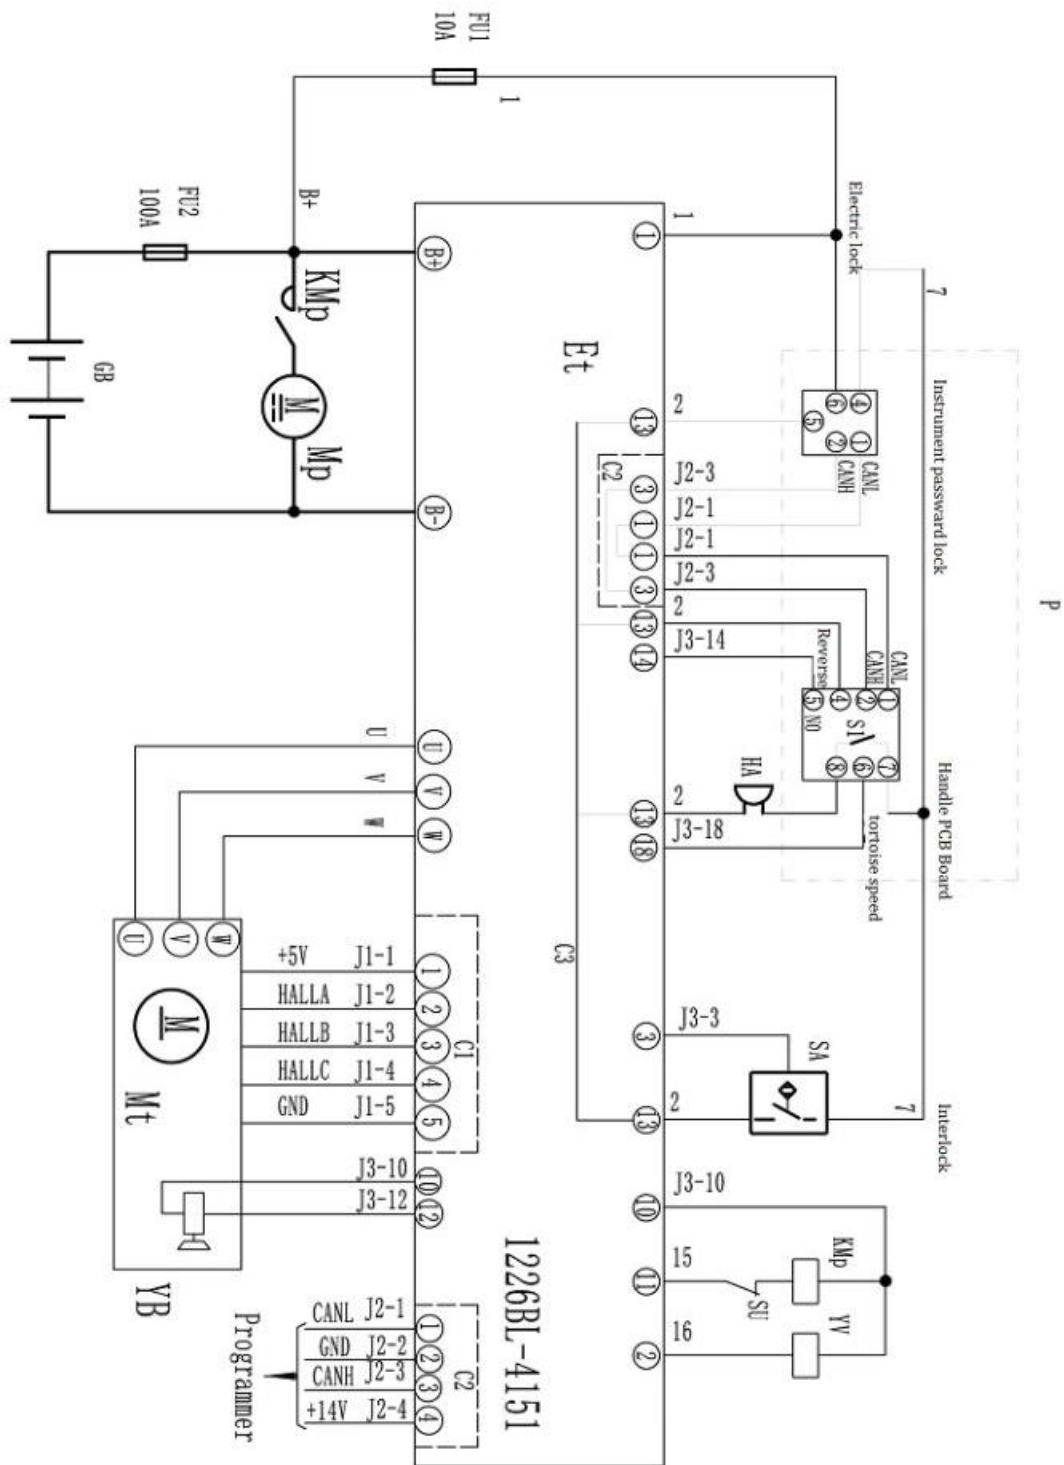 FU1
10A
1
B+
FU2
100A
GB
KMp
M
Mp
B+
B-
1
1
Electric lock
7
P
Et
2
13
6
4
5
2
1
CANH
CANL
Instrument passward lock
C2
J2-3
3
J2-1
1
J2-1
1
J2-3
3
2
13
J3-14
14
Reverse
CANH
CANL
5
4
2
1
NO
S1
8
6
7
HA
2
13
J3-18
18
tortoise speed
Handle PCB Board
U
V
W
U
V
W
U
V
W
M
Mt
+5V J1-1
HALLA J1-2
HALLB J1-3
HALLC J1-4
GND J1-5
1
2
3
4
5
C1
C3
J3-3
3
SA
2
13
7
Interlock
J3-10
10
J3-12
12
YB
J3-10
10
15
11
SU
KMp
16
2
YV
1226BL-4151
CANL J2-1
GND J2-2
CANH J2-3
+14V J2-4
1
2
3
4
C2
Programmer